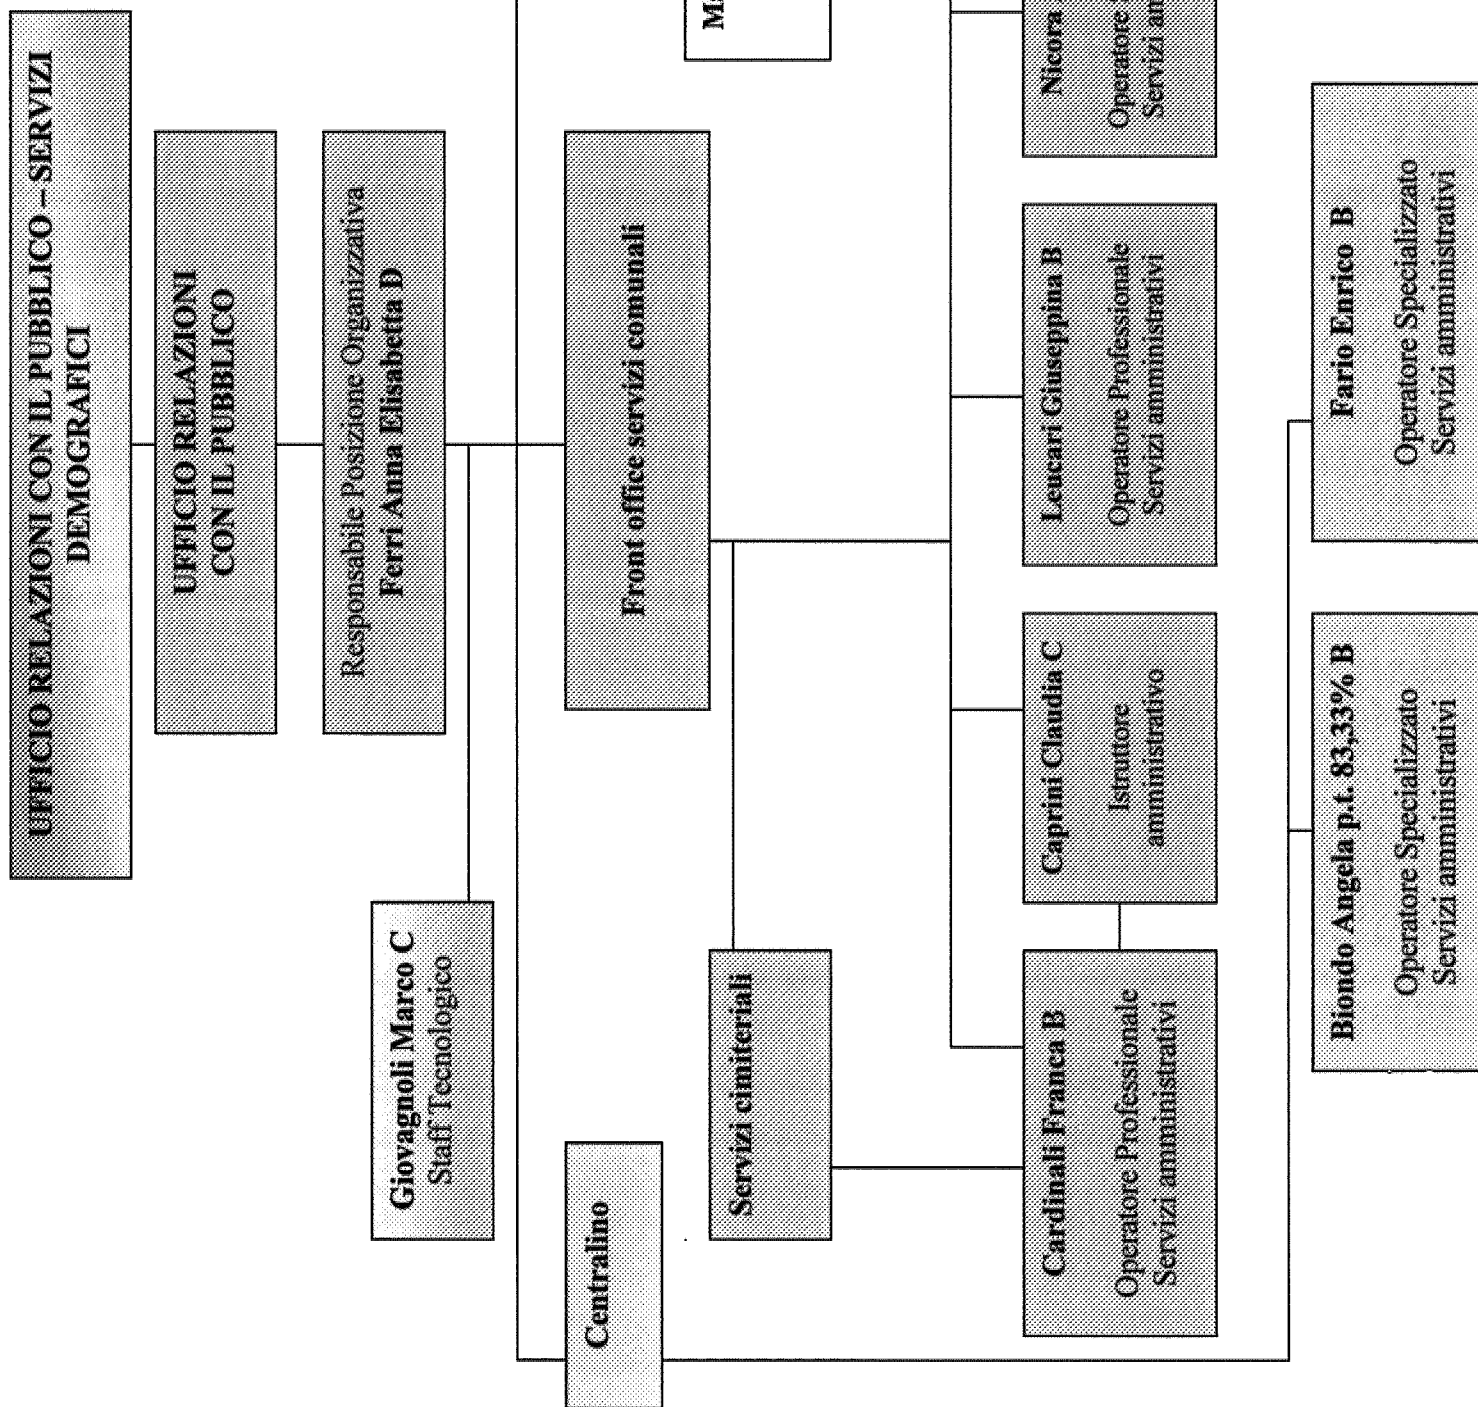 UFFICIO RELAZIONI CON IL PUBBLICO – SERVIZI
DEMOGRAFICI
UFFICIO RELAZIONI
CON IL PUBBLICO
Responsabile Posizione Organizzativa
Ferri Anna Elisabetta D
Giovagnoli Marco C
Staff Tecnologico
Centralino
Front office servizi comunali
Servizi cimiteriali
Cardinali Franca B
Operatore Professionale
Servizi amministrativi
Caprini Claudia C
Istruttore
amministrativo
Leucari Giuseppina B
Operatore Professionale
Servizi amministrativi
Nicora
Operatore
Servizi am
Biondo Angela p.t. 83,33% B
Operatore Specializzato
Servizi amministrativi
Fario Enrico B
Operatore Specializzato
Servizi amministrativi